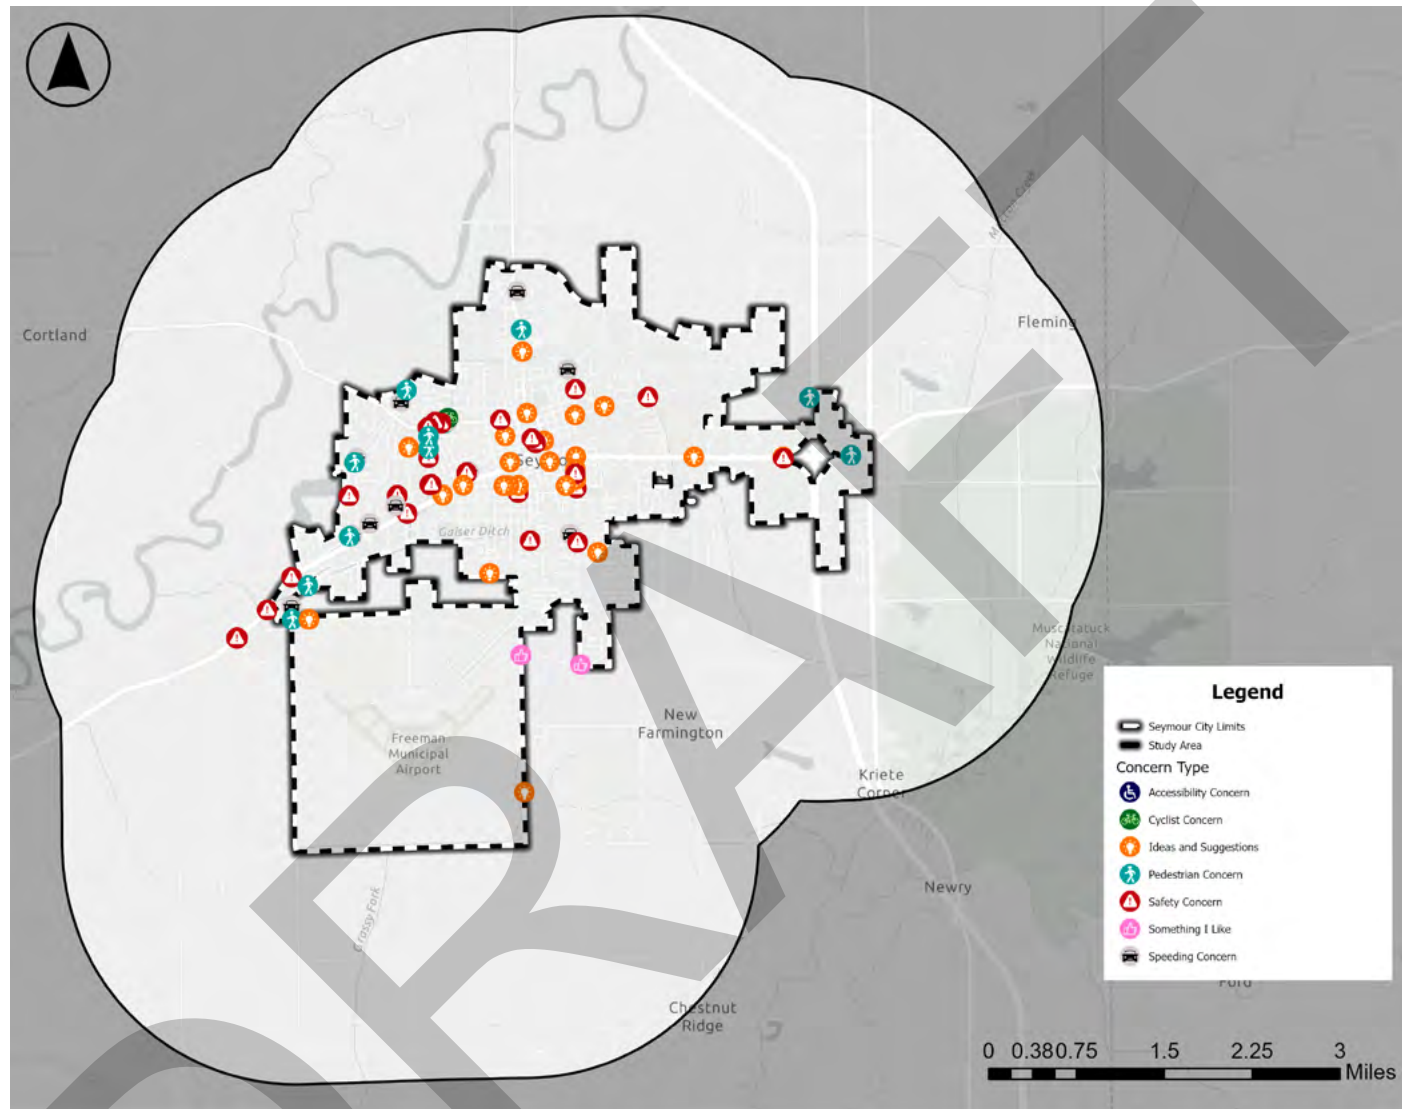 Cortland
Fleming
Gaiser Ditch
Muscatatuck
National
Wildlife
Refuge
New
Farmington
Freeman
Municipal
Airport
Kriete
Corner
Newry
Grassy Fork
Chestnut
Ridge
Ford
Legend
Seymour City Limits
Study Area
Concern Type
Accessibility Concern
Cyclist Concern
Ideas and Suggestions
Pedestrian Concern
Safety Concern
Something I Like
Speeding Concern
0 0.38 0.75 1.5 2.25 3
Miles
DRAFT